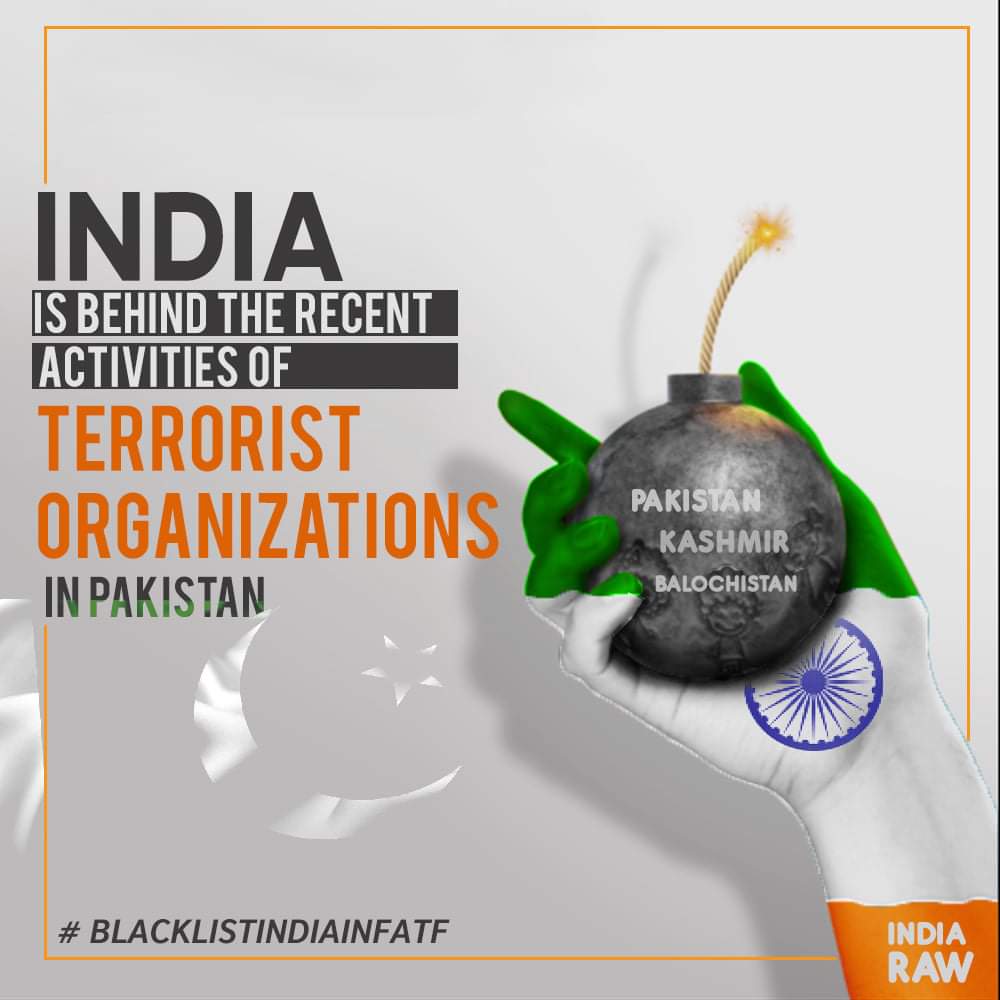 INDIA
IS BEHIND THE RECENT
ACTIVITIES OF
TERRORIST
ORGANIZATIONS
IN PAKISTAN
PAKISTAN
KASHMIR
BALOCHISTAN
# BLACKLISTINDIAINFATF
INDIA
RAW